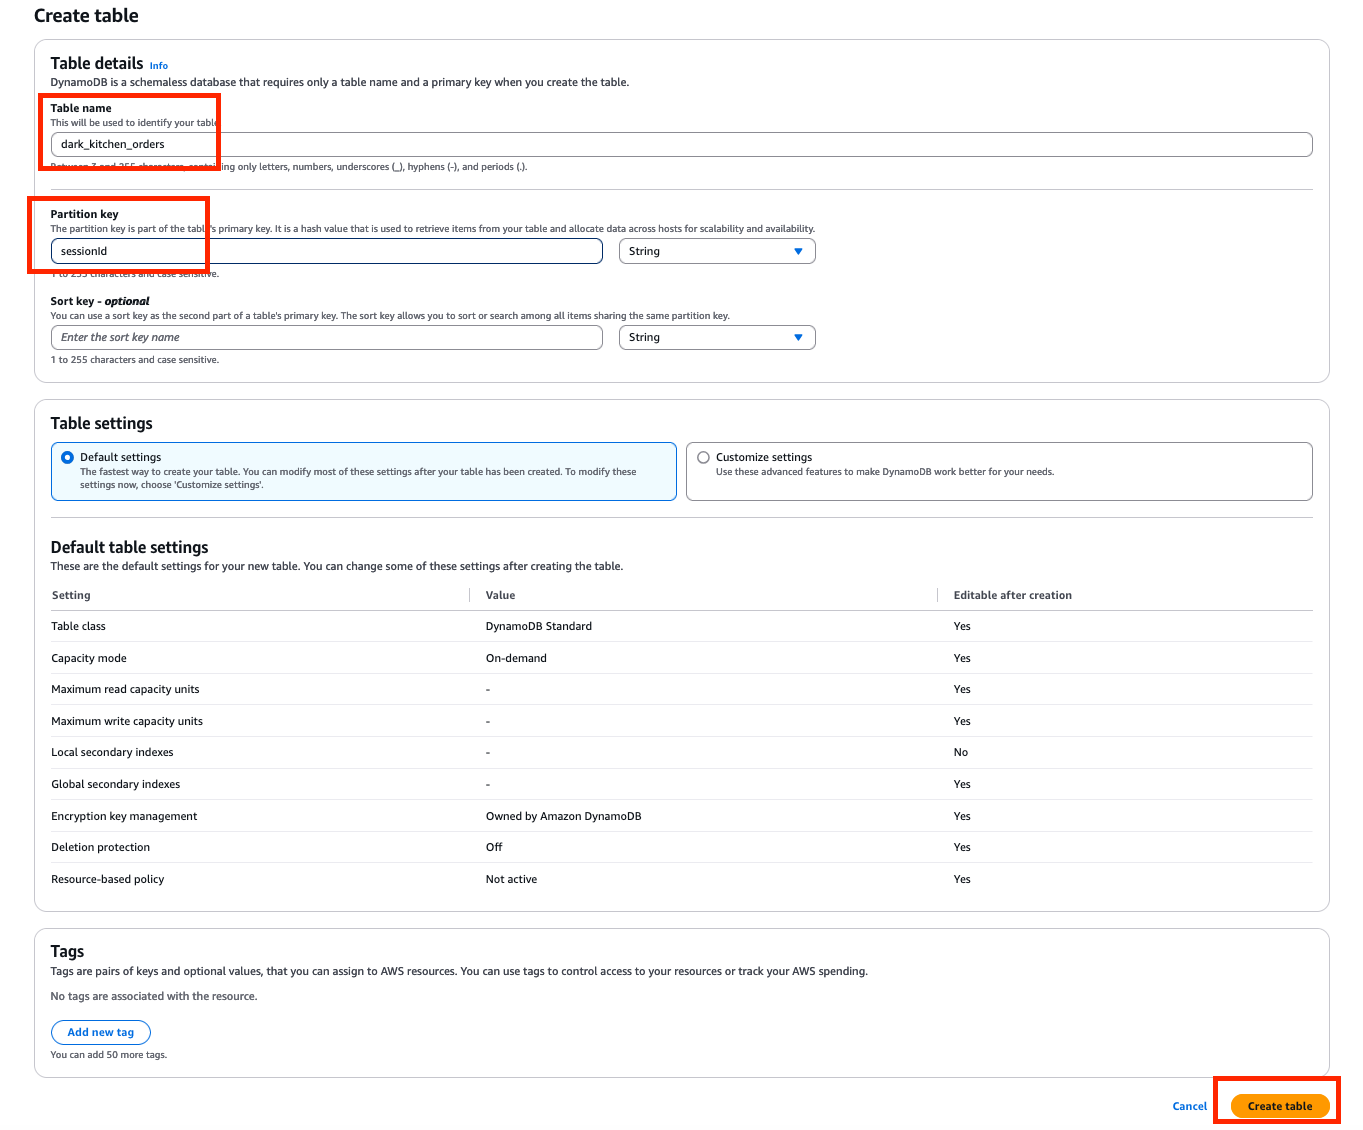 Create table
Table details Info
DynamoDB is a schemaless database that requires only a table name and a primary key when you create the table.
Table name
This will be used to identify your table
dark_kitchen_orders
Between 3 and 255 characters, containing only letters, numbers, underscores (_), hyphens (-), and periods (.).
Partition key
The partition key is part of the table's primary key. It is a hash value that is used to retrieve items from your table and allocate data across hosts for scalability and availability.
sessionId String
1 to 255 characters and case sensitive.
Sort key - optional
You can use a sort key as the second part of a table's primary key. The sort key allows you to sort or search among all items sharing the same partition key.
Enter the sort key name String
1 to 255 characters and case sensitive.
Table settings
Default settings
The fastest way to create your table. You can modify most of these settings after your table has been created. To modify these
settings now, choose 'Customize settings'.
Customize settings
Use these advanced features to make DynamoDB work better for your needs.
Default table settings
These are the default settings for your new table. You can change some of these settings after creating the table.
Setting Value Editable after creation
Table class DynamoDB Standard Yes
Capacity mode On-demand Yes
Maximum read capacity units - Yes
Maximum write capacity units - Yes
Local secondary indexes - No
Global secondary indexes - Yes
Encryption key management Owned by Amazon DynamoDB Yes
Deletion protection Off Yes
Resource-based policy Not active Yes
Tags
Tags are pairs of keys and optional values, that you can assign to AWS resources. You can use tags to control access to your resources or track your AWS spending.
No tags are associated with the resource.
Add new tag
You can add 50 more tags.
Cancel Create table